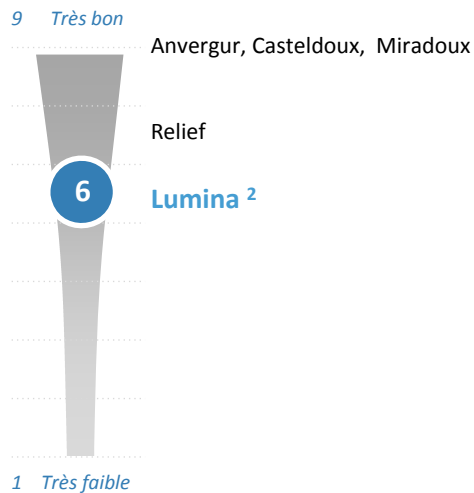 9 Très bon
Anvergur, Casteldoux, Miradoux
Relief
6 Lumina ²
1 Très faible